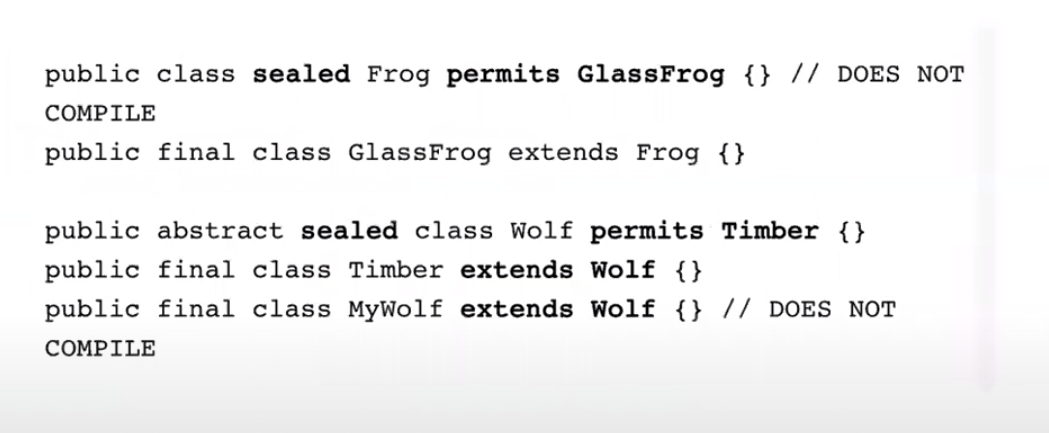 public class sealed Frog permits GlassFrog {} // DOES NOT
COMPILE
public final class GlassFrog extends Frog {}
public abstract sealed class Wolf permits Timber {}
public final class Timber extends Wolf {}
public final class MyWolf extends Wolf {} // DOES NOT
COMPILE